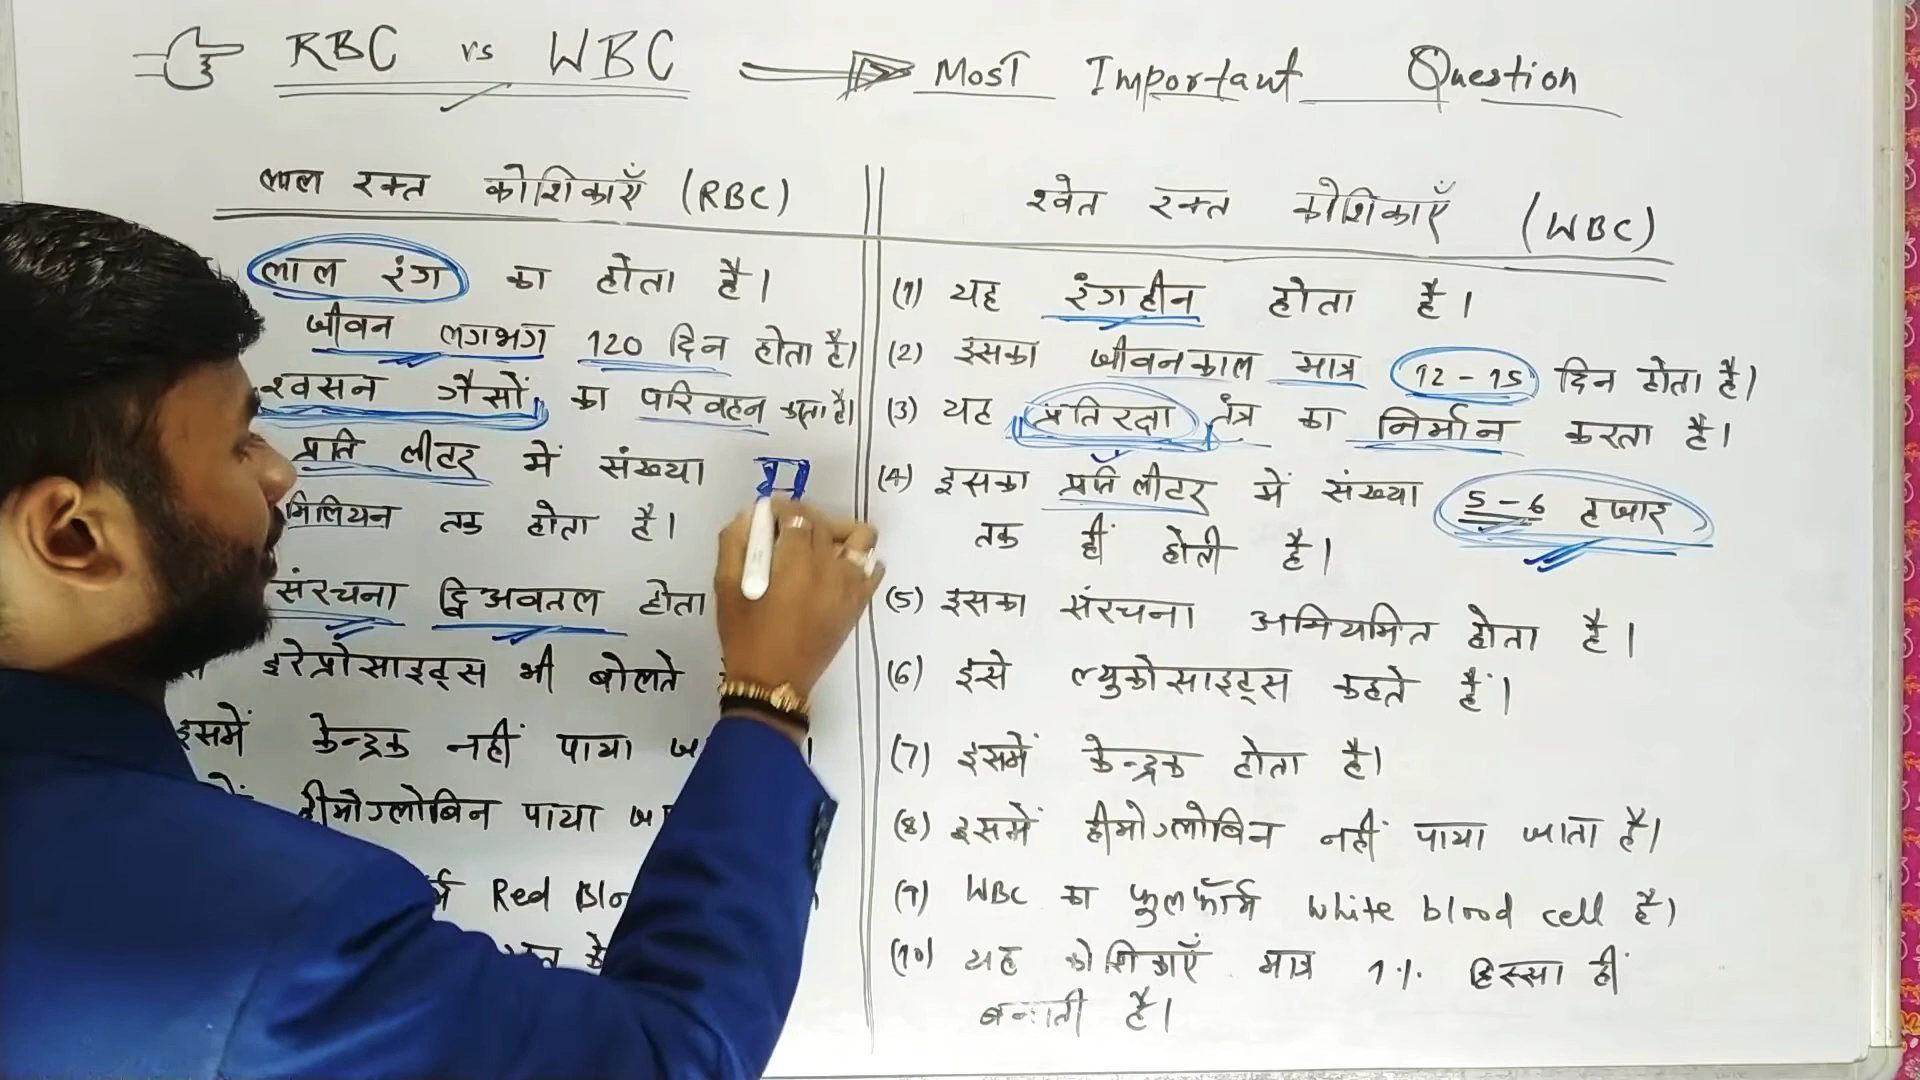 RBC vs WBC
MosT Important Question
लाल रक्त कोशिकाएँ (RBC)
लाल रंग का होता है।
जीवन लगभग 120 दिन होता है।
श्वसन गैसों का परिवहन करता है।
प्रति लीटर में संख्या
मिलियन तक होता है।
संरचना द्विअवतल होता
इरेथ्रोसाइट्स भी बोलते
इसमें केन्द्रक नहीं पाया
हीमोग्लोबिन पाया
Red
श्वेत रक्त कोशिकाएँ (WBC)
(1) यह रंगहीन होता है।
(2) इसका जीवनकाल मात्र 12-15 दिन होता है।
(3) यह प्रतिरक्षा तंत्र का निर्मान करता है।
(4) इसका प्रति लीटर में संख्या 5-6 हजार
तक हीं होती है।
(5) इसका संरचना अनियमित होता है।
(6) इसे ल्युकोसाइट्स कहते हैं।
(7) इसमें केन्द्रक होता है।
(8) इसमें हीमोग्लोबिन नहीं पाया जाता है।
(9) WBC का फुलफॉर्म White blood cell है।
(10) यह कोशिकाएँ मात्र 1% हिस्सा हीं
बनाती है।